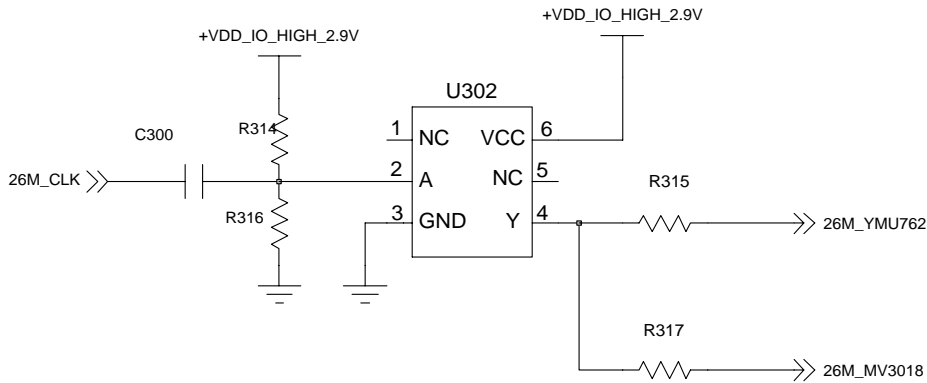 +VDD_IO_HIGH_2.9V
+VDD_IO_HIGH_2.9V
U302
C300
R314
1 NC VCC 6
26M_CLK
2 A NC 5
R315
R316
3 GND Y 4
26M_YMU762
R317
26M_MV3018